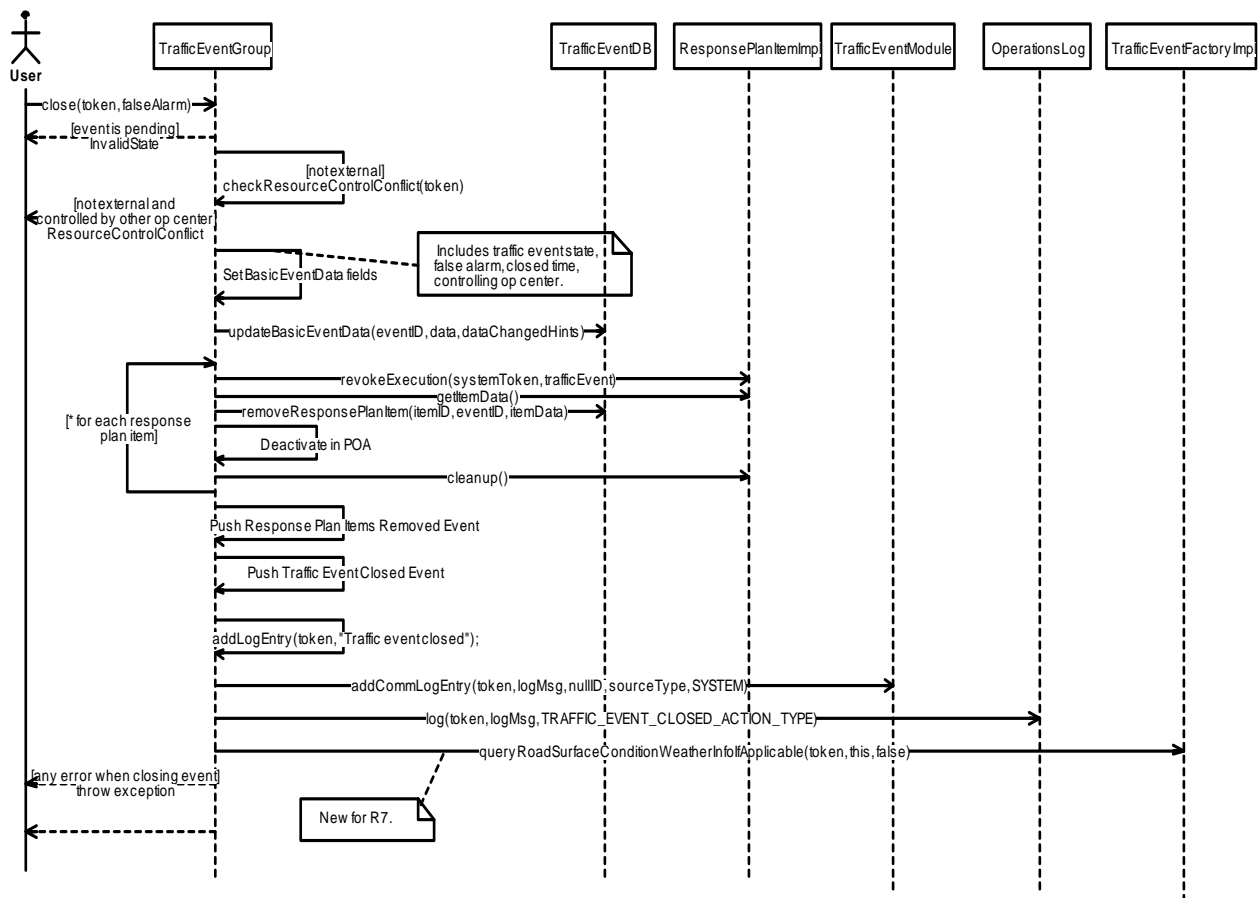 User
TrafficEventGroup
TrafficEventDB
ResponsePlanItemImpl
TrafficEventModule
OperationsLog
TrafficEventFactoryImpl
close(token,falseAlarm)
[event is pending]
InvalidState
[not external]
checkResourceControlConflict(token)
[not external and
controlled by other op center]
ResourceControlConflict
Set BasicEventData fields
Includes traffic event state,
false alarm, closed time,
controlling op center.
updateBasicEventData(eventID, data, dataChangedHints)
[* for each response
plan item]
revokeExecution(systemToken, trafficEvent)
getItemData()
removeResponsePlanItem(itemID, eventID, itemData)
Deactivate in POA
cleanup()
Push Response Plan Items Removed Event
Push Traffic Event Closed Event
addLogEntry(token, "Traffic event closed");
addCommLogEntry(token, logMsg, nullID, sourceType, SYSTEM)
log(token, logMsg, TRAFFIC_EVENT_CLOSED_ACTION_TYPE)
queryRoadSurfaceConditionWeatherInfoIfApplicable(token, this, false)
[any error when closing event]
throw exception
New for R7.